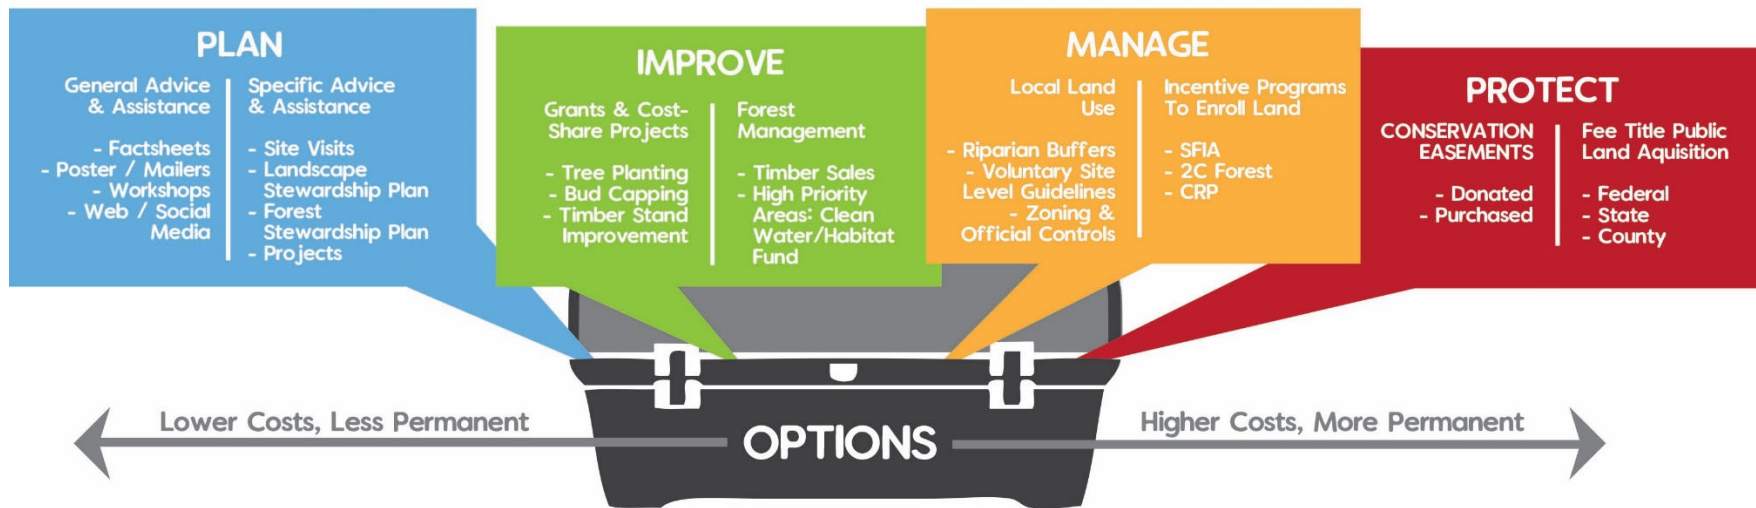 PLAN
General Advice
& Assistance
- Factsheets
- Poster / Mailers
- Workshops
- Web / Social
Media
Specific Advice
& Assistance
- Site Visits
- Landscape
Stewardship Plan
- Forest
Stewardship Plan
- Projects
IMPROVE
Grants & Cost-
Share Projects
- Tree Planting
- Bud Capping
- Timber Stand
Improvement
Forest
Management
- Timber Sales
- High Priority
Areas: Clean
Water/Habitat
Fund
MANAGE
Local Land
Use
- Riparian Buffers
- Voluntary Site
Level Guidelines
- Zoning &
Official Controls
Incentive Programs
To Enroll Land
- SFIA
- 2C Forest
- CRP
PROTECT
CONSERVATION
EASEMENTS
- Donated
- Purchased
Fee Title Public
Land Aquisition
- Federal
- State
- County
Lower Costs, Less Permanent
OPTIONS
Higher Costs, More Permanent